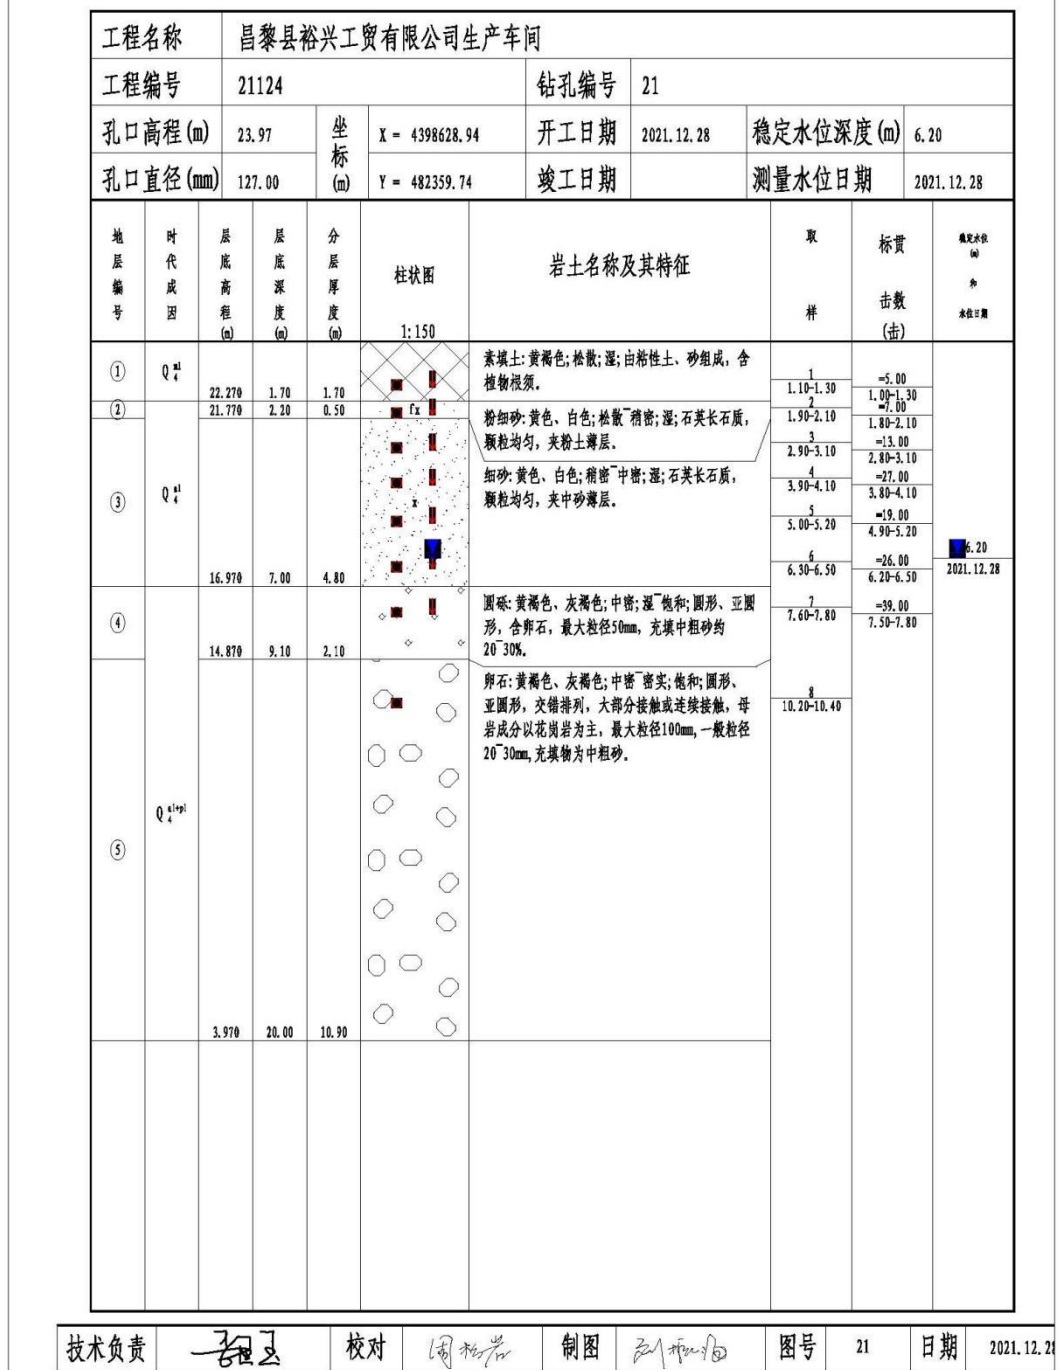 工程名称 昌黎县裕兴工贸有限公司生产车间
工程编号 21124 钻孔编号 21
孔口高程(m) 23.97 坐标(m) X = 4398628.94 开工日期 2021.12.28 稳定水位深度(m) 6.20
孔口直径(mm) 127.00 Y = 482359.74 竣工日期 测量水位日期 2021.12.28
地层编号 时代成因 层底高程(m) 层底深度(m) 分层厚度(m) 柱状图 1:150 岩土名称及其特征 取样 标贯击数(击) 稳定水位(m)和水位日期
① Q4ml 22.270 1.70 1.70
素填土:黄褐色;松散;湿;由粘性土、砂组成，含
植物根须。
② 21.770 2.20 0.50 fx
粉细砂:黄色、白色;松散~稍密;湿;石英长石质，
颗粒均匀，夹粉土薄层。
③ Q4al 16.970 7.00 4.80 x
细砂:黄色、白色;稍密~中密;湿;石英长石质，
颗粒均匀，夹中砂薄层。
④ 14.870 9.10 2.10
圆砾:黄褐色、灰褐色;中密;湿~饱和;圆形、亚圆
形，含卵石，最大粒径50mm，充填中粗砂约
20~30%。
⑤ Q4al+pl 3.970 20.00 10.90
卵石:黄褐色、灰褐色;中密~密实;饱和;圆形、
亚圆形，交错排列，大部分接触或连续接触，母
岩成分以花岗岩为主，最大粒径100mm,一般粒径
20~30mm,充填物为中粗砂。
1 1.10-1.30 =5.00 1.00-1.30
2 1.90-2.10 =7.00 1.80-2.10
3 2.90-3.10 =13.00 2.80-3.10
4 3.90-4.10 =27.00 3.80-4.10
5 5.00-5.20 =19.00 4.90-5.20
6 6.30-6.50 =26.00 6.20-6.50
7 7.60-7.80 =39.00 7.50-7.80
8 10.20-10.40
6.20
2021.12.28
技术负责 校对 制图 图号 21 日期 2021.12.2